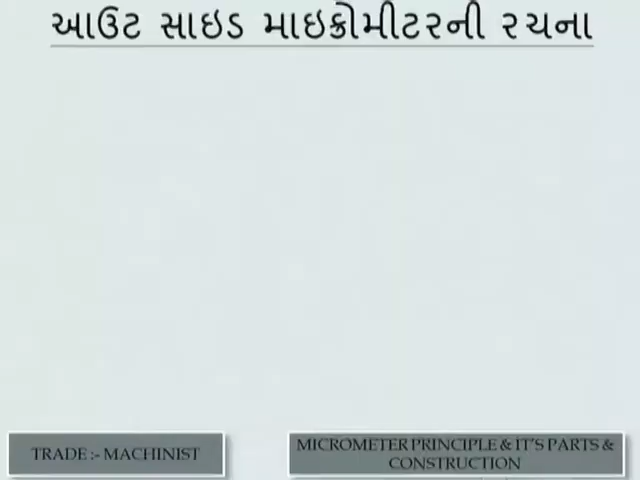 આઉટ સાઇડ માઇક્રોમીટરની રચના
TRADE :- MACHINIST
MICROMETER PRINCIPLE & IT'S PARTS &
CONSTRUCTION